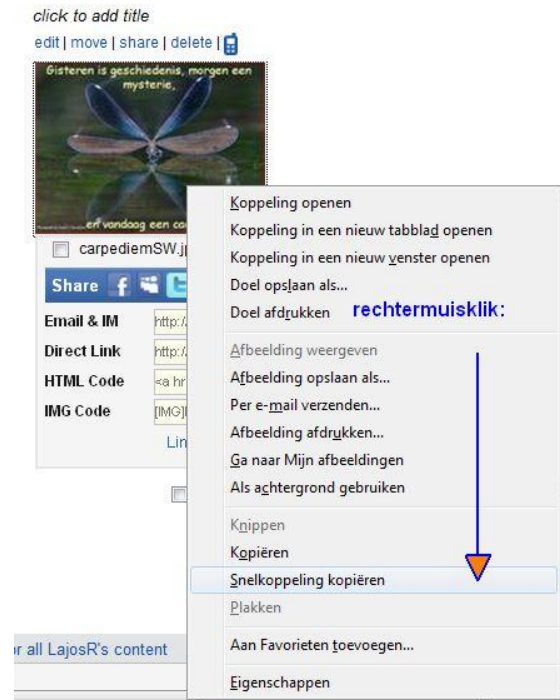 click to add title
edit | move | share | delete |
Gisteren is geschiedenis, morgen een
mysterie,
en vandaag een
carpediemSW.j
Share
Email & IM http:/
Direct Link http:/
HTML Code <a hr
IMG Code [IMG]
Lin
Koppeling openen
Koppeling in een nieuw tabblad openen
Koppeling in een nieuw venster openen
Doel opslaan als...
Doel afdrukken
rechtermuisklik:
Afbeelding weergeven
Afbeelding opslaan als...
Per e-mail verzenden...
Afbeelding afdrukken...
Ga naar Mijn afbeeldingen
Als achtergrond gebruiken
Knippen
Kopiëren
Snelkoppeling kopiëren
Plakken
Aan Favorieten toevoegen...
Eigenschappen
or all LajosR's content